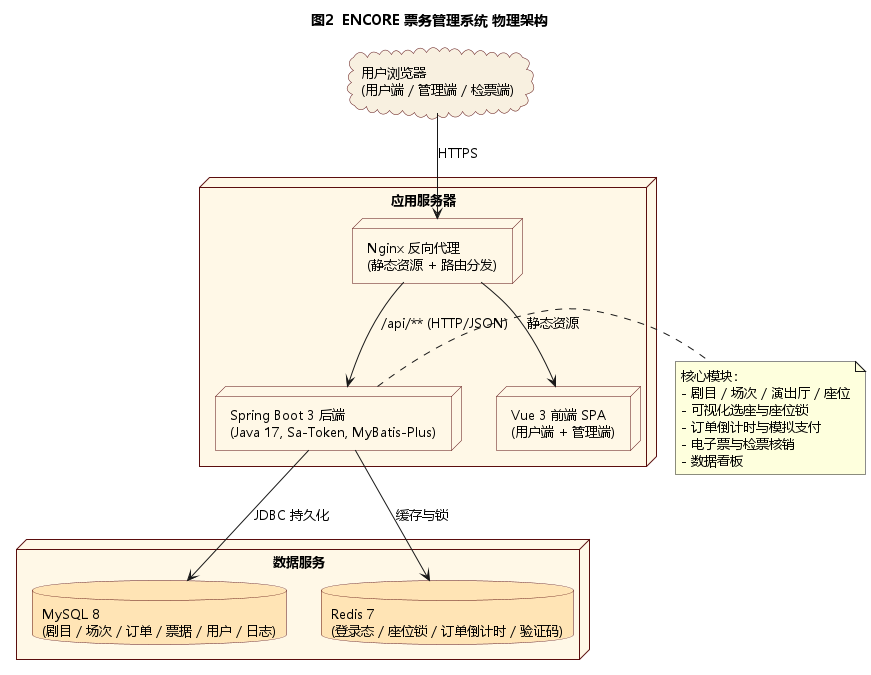 图2  ENCORE 票务管理系统 物理架构
用户浏览器
(用户端 / 管理端 / 检票端)
HTTPS
应用服务器
Nginx 反向代理
(静态资源 + 路由分发)
/api/** (HTTP/JSON)
静态资源
Spring Boot 3 后端
(Java 17, Sa-Token, MyBatis-Plus)
Vue 3 前端 SPA
(用户端 + 管理端)
核心模块：
- 剧目 / 场次 / 演出厅 / 座位
- 可视化选座与座位锁
- 订单倒计时与模拟支付
- 电子票与检票核销
- 数据看板
JDBC 持久化
缓存与锁
数据服务
MySQL 8
(剧目 / 场次 / 订单 / 票据 / 用户 / 日志)
Redis 7
(登录态 / 座位锁 / 订单倒计时 / 验证码)